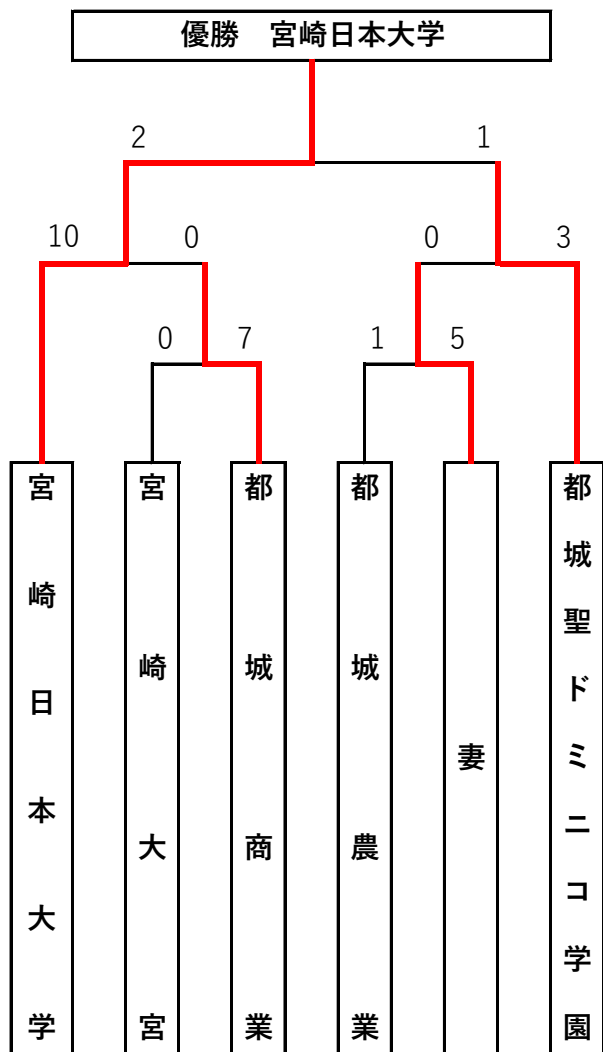 優勝　宮崎日本大学
2 1
10 0 0 3
0 7 1 5
宮崎日本大学
宮崎大宮
都城商業
都城農業
妻
都城聖ドミニコ学園